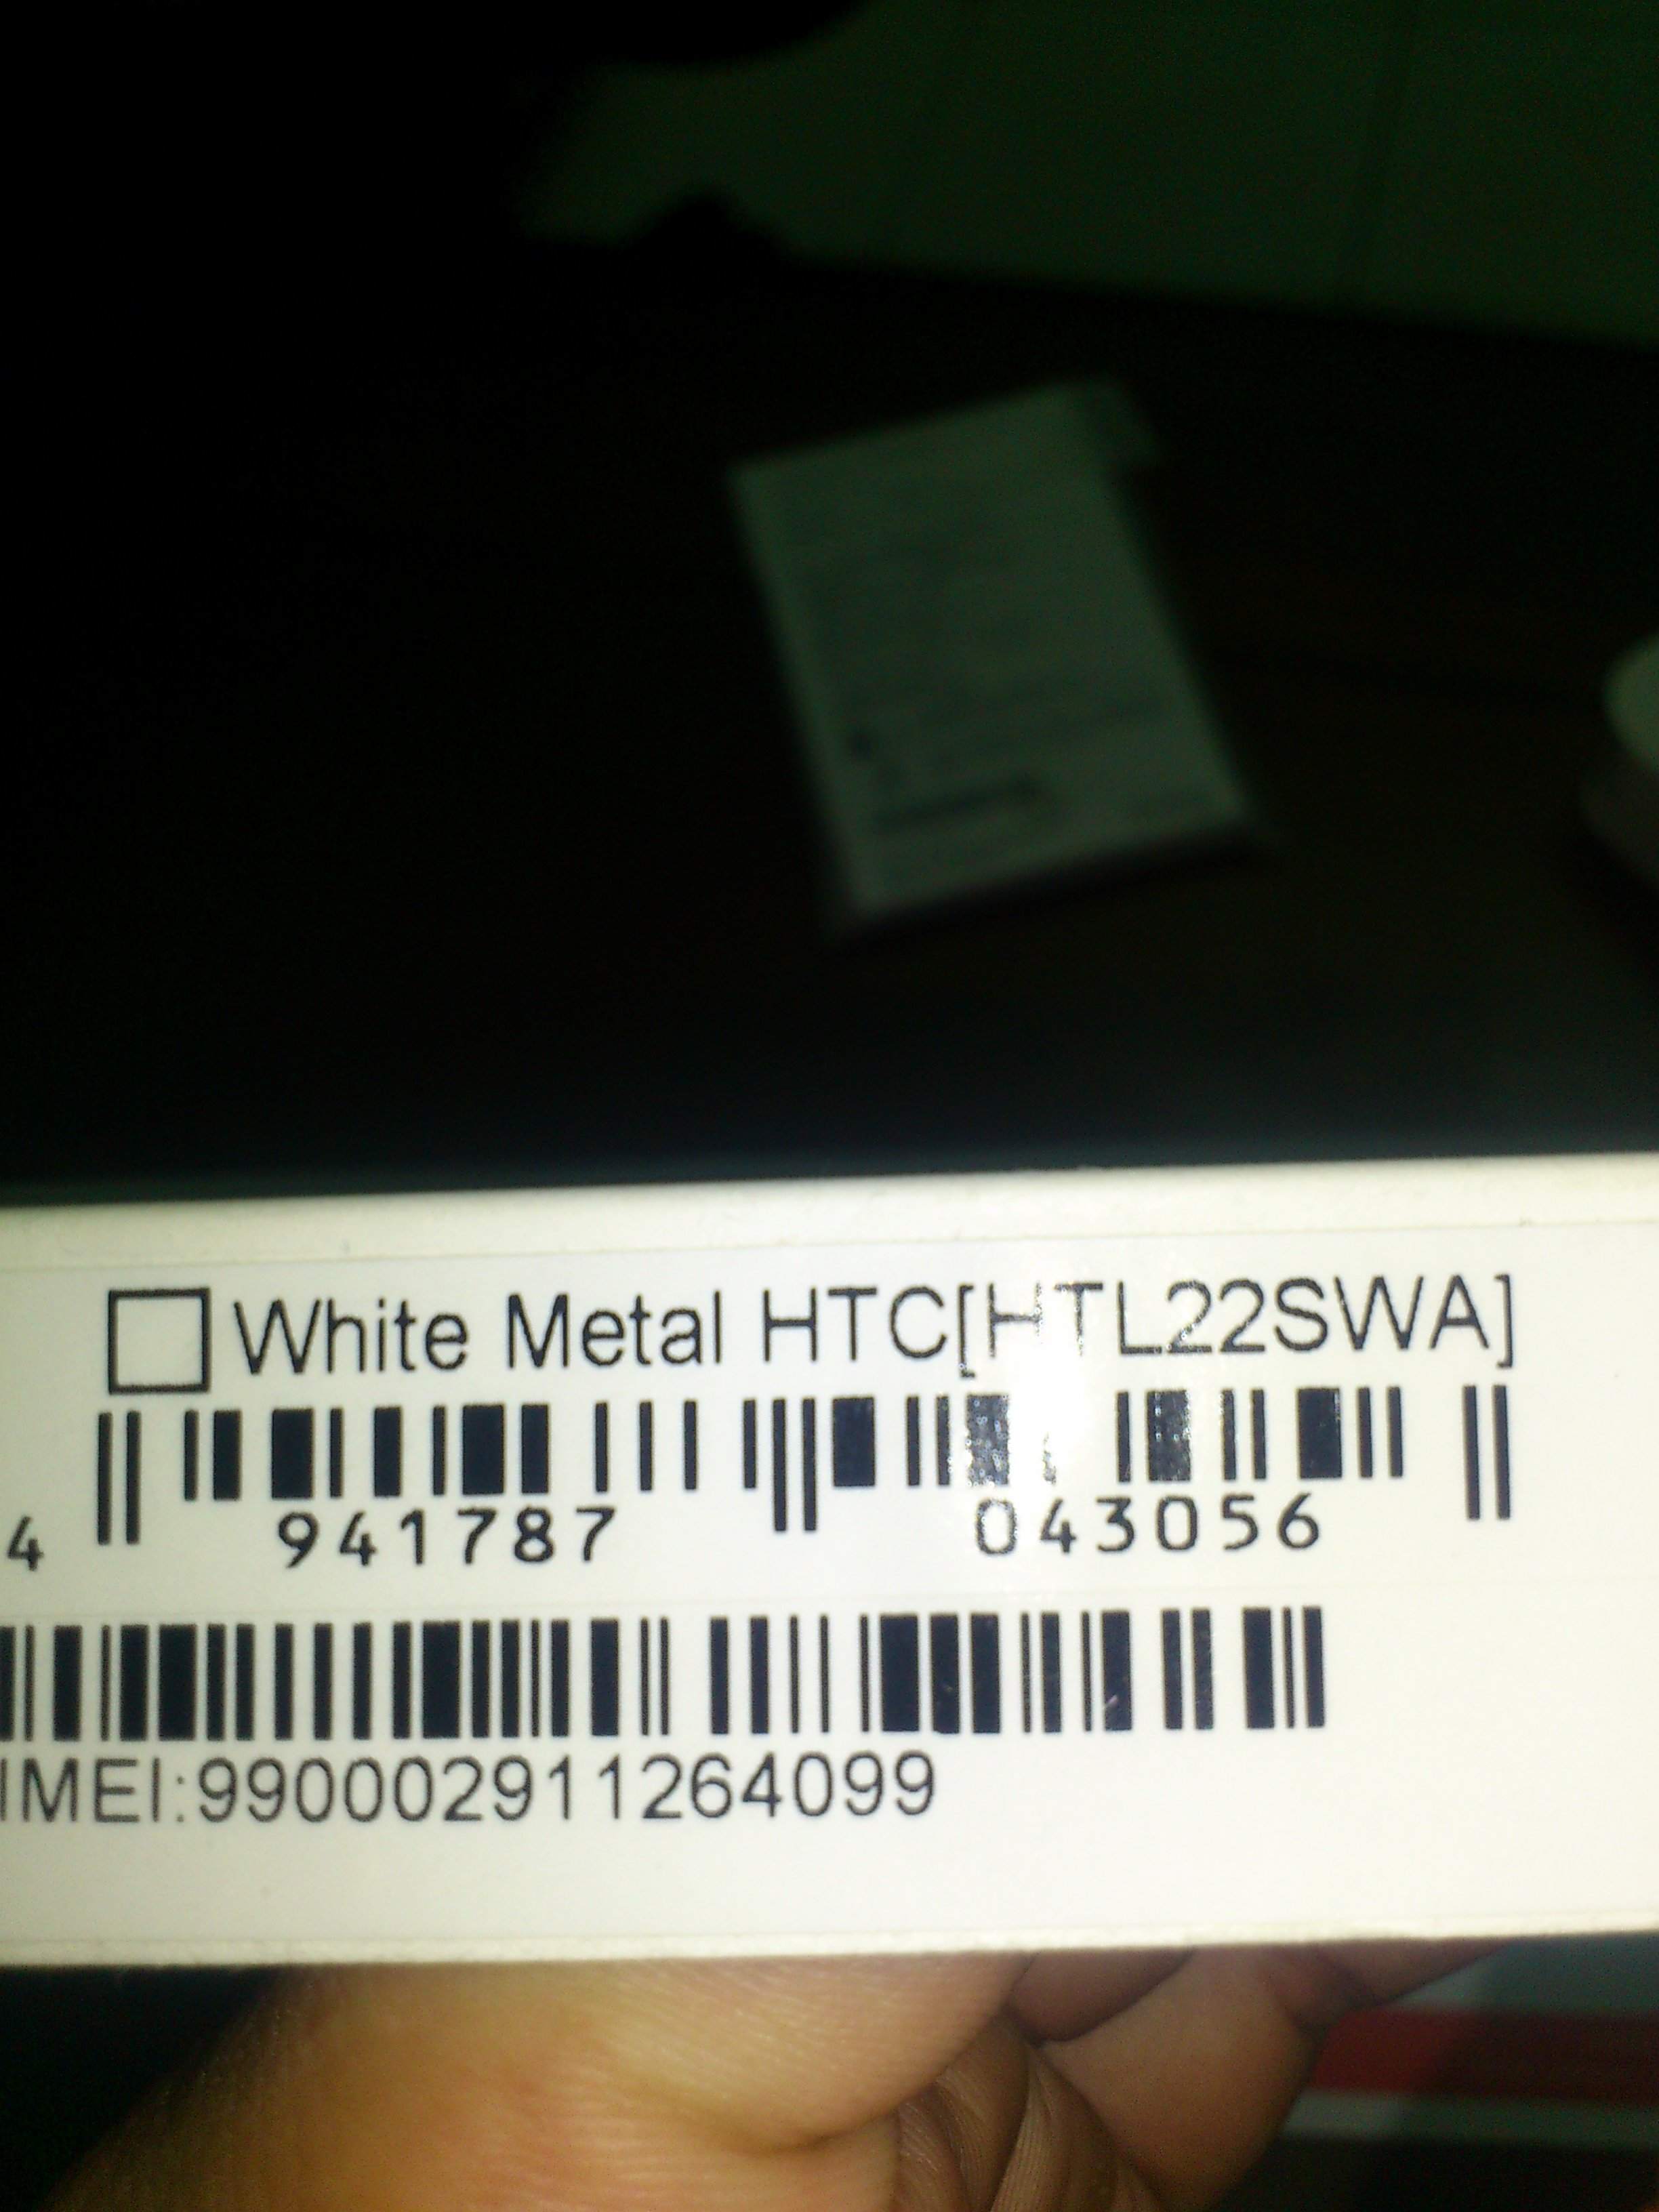 White Metal HTC[HTL22SWA]
4 941787 043056
IMEI:990002911264099